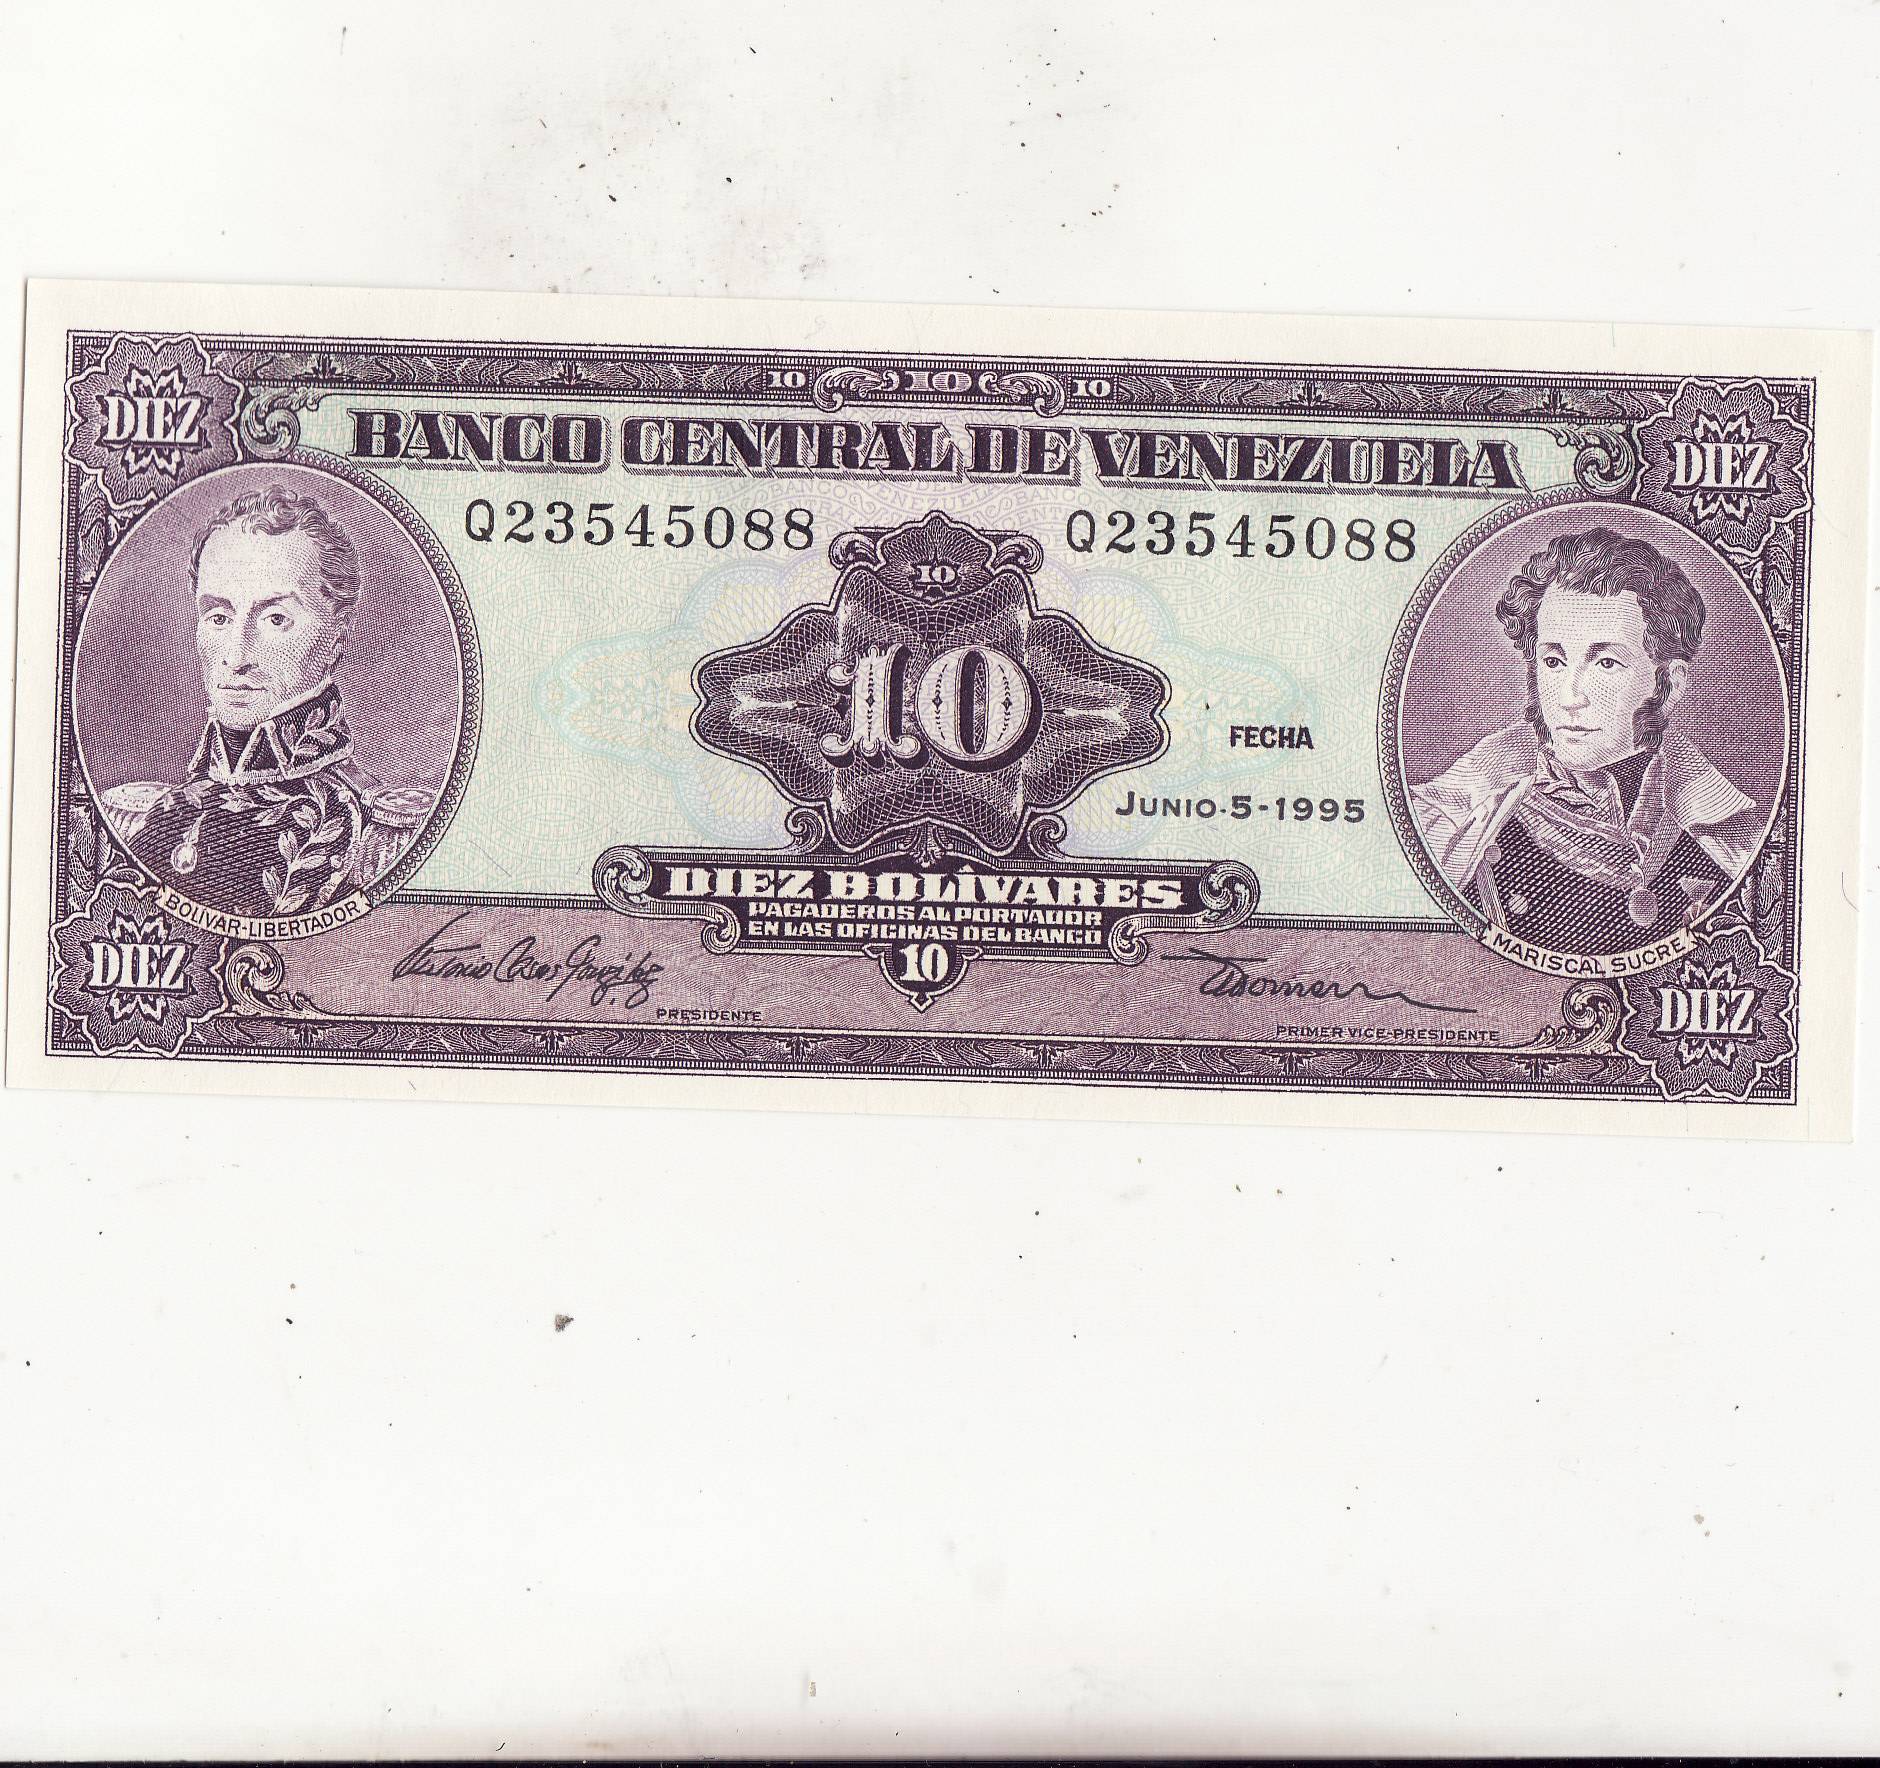 10 10 10
DIEZ DIEZ
BANCO CENTRAL DE VENEZUELA
Q23545088 Q23545088
10
10
FECHA
JUNIO-5-1995
DIEZ BOLÍVARES
PAGADEROS AL PORTADOR
EN LAS OFICINAS DEL BANCO
10
BOLIVAR-LIBERTADOR
MARISCAL SUCRE
DIEZ DIEZ
PRESIDENTE
PRIMER VICE-PRESIDENTE